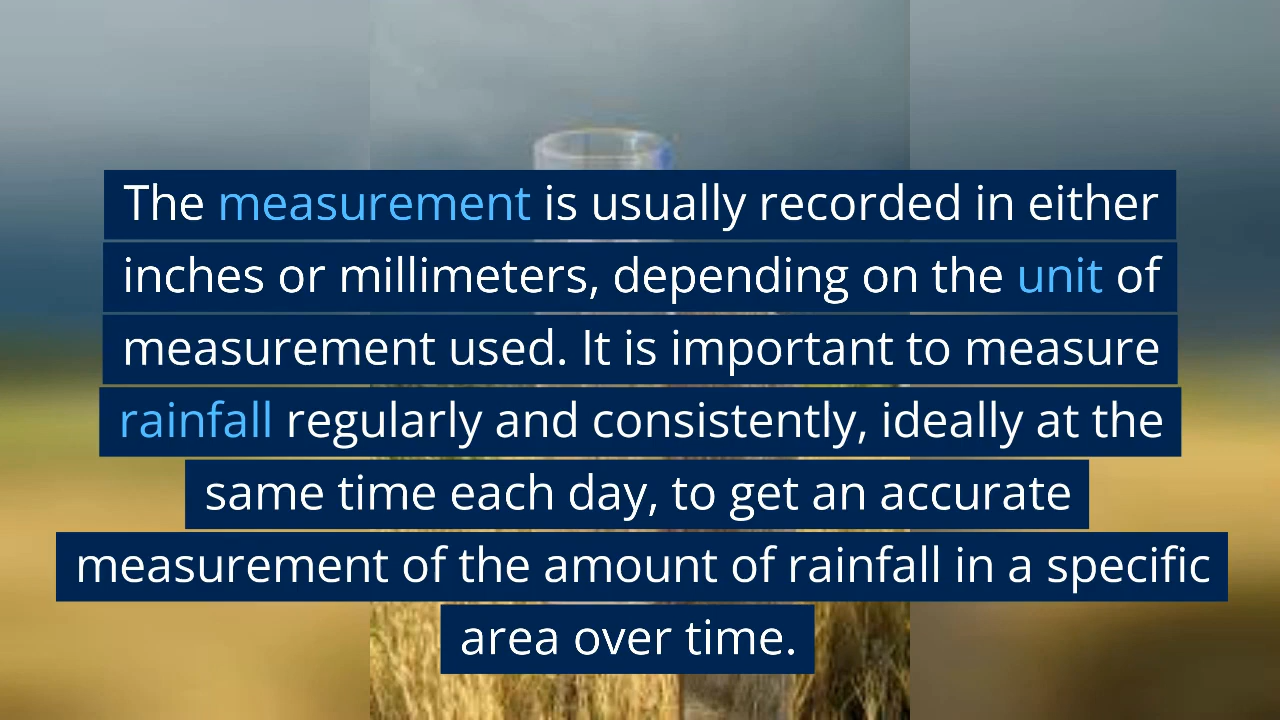 The measurement is usually recorded in either
inches or millimeters, depending on the unit of
measurement used. It is important to measure
rainfall regularly and consistently, ideally at the
same time each day, to get an accurate
measurement of the amount of rainfall in a specific
area over time.